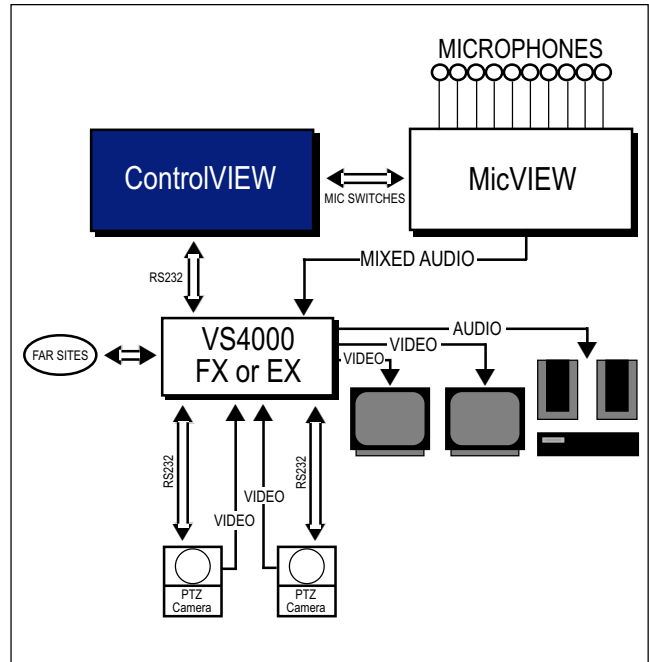 MICROPHONES
ControlVIEW
MicVIEW
MIC SWITCHES
RS232
MIXED AUDIO
FAR SITES
VS4000
FX or EX
AUDIO
VIDEO
VIDEO
RS232
VIDEO
VIDEO
RS232
PTZ
Camera
PTZ
Camera